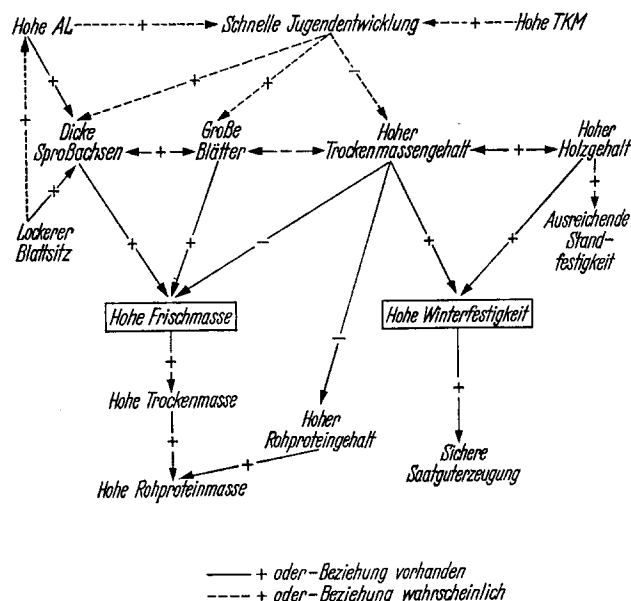 Hohe AL + Schnelle Jugendentwicklung + Hohe TKM
+ + + + −
Dicke
Sproßachsen
Große
Blätter
Hoher
Trockenmassengehalt
Hoher
Holzgehalt
+ − +
+ +
Lockerer
Blattsitz
Ausreichende
Stand-
festigkeit
+ + − + +
Hohe Frischmasse
Hohe Winterfestigkeit
+ − +
Hohe Trockenmasse
Hoher
Rohproteingehalt
+ +
Hohe Rohproteinmasse
Sichere
Saatguterzeugung
+ oder − Beziehung vorhanden
+ oder − Beziehung wahrscheinlich